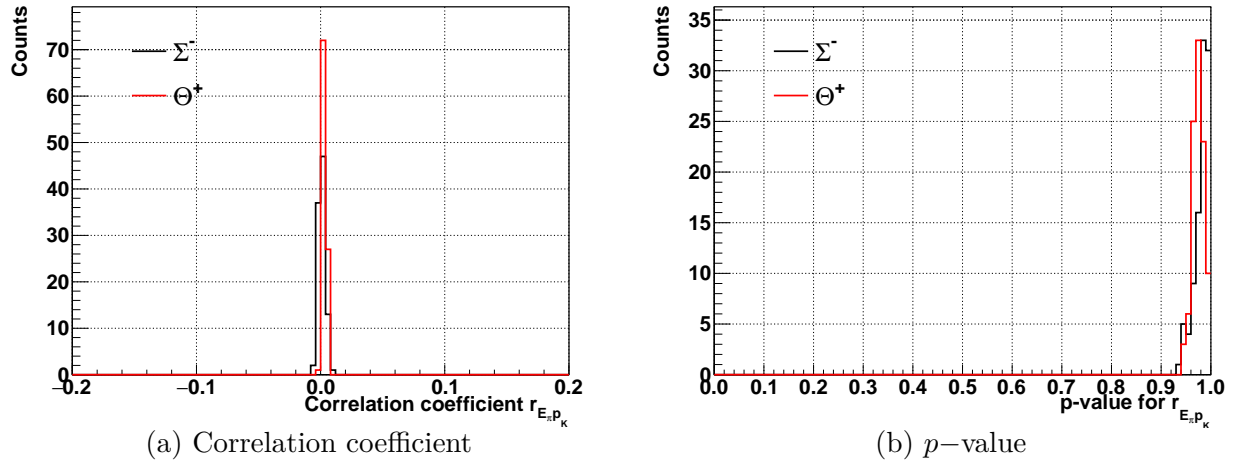 Counts
70
60
50
40
30
20
10
0
Σ⁻
Θ⁺
−0.2 −0.1 0.0 0.1 0.2
Correlation coefficient r_{E_π p_K}
(a) Correlation coefficient
Counts
35
30
25
20
15
10
5
0
Σ⁻
Θ⁺
0.0 0.1 0.2 0.3 0.4 0.5 0.6 0.7 0.8 0.9 1.0
p-value for r_{E_π p_K}
(b) p−value